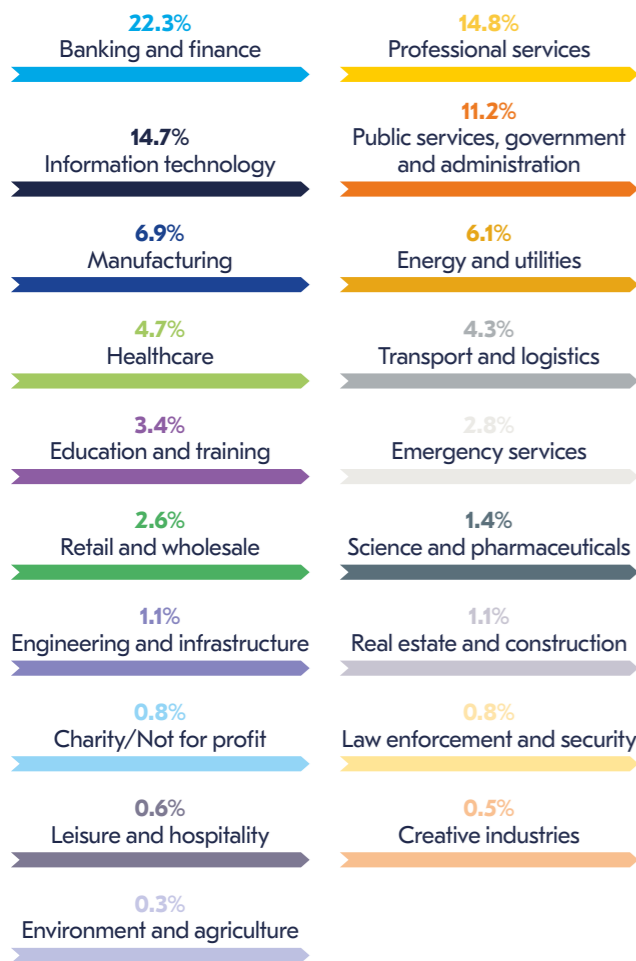 22.3%
Banking and finance
14.8%
Professional services
14.7%
Information technology
11.2%
Public services, government
and administration
6.9%
Manufacturing
6.1%
Energy and utilities
4.7%
Healthcare
4.3%
Transport and logistics
3.4%
Education and training
2.8%
Emergency services
2.6%
Retail and wholesale
1.4%
Science and pharmaceuticals
1.1%
Engineering and infrastructure
1.1%
Real estate and construction
0.8%
Charity/Not for profit
0.8%
Law enforcement and security
0.6%
Leisure and hospitality
0.5%
Creative industries
0.3%
Environment and agriculture